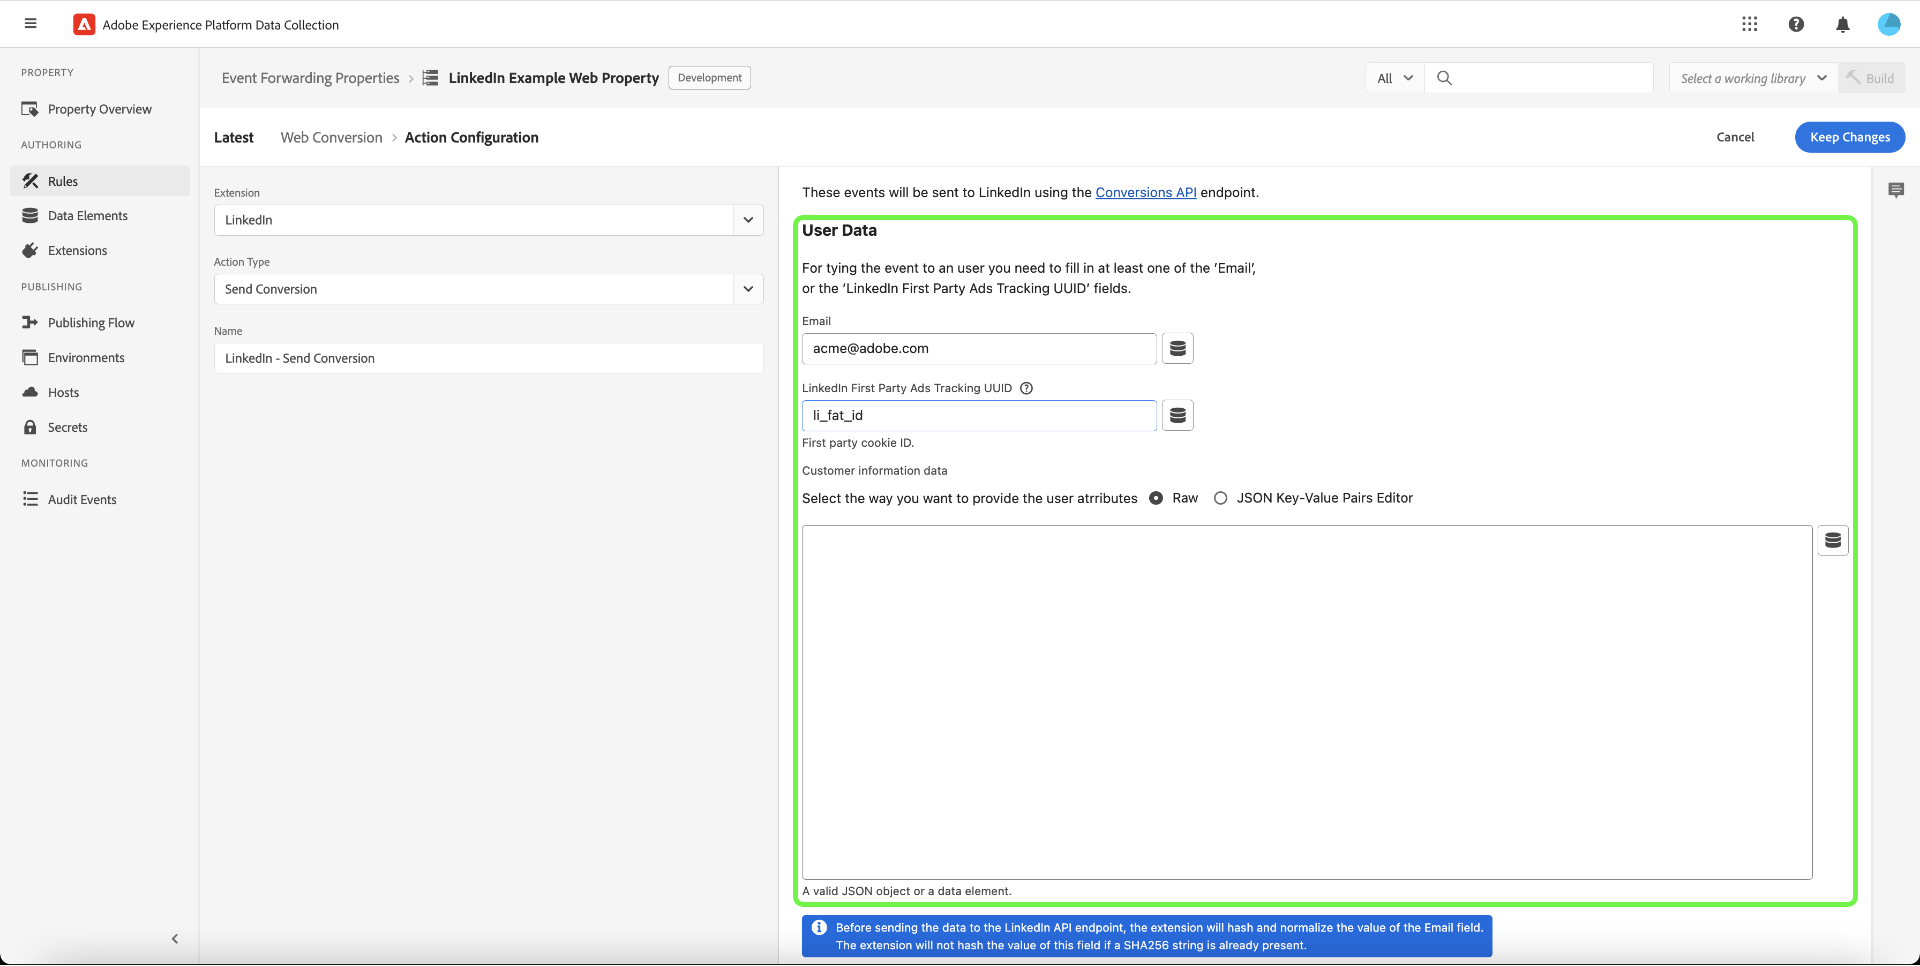 Adobe Experience Platform Data Collection
PROPERTY
Property Overview
AUTHORING
Rules
Data Elements
Extensions
PUBLISHING
Publishing Flow
Environments
Hosts
Secrets
MONITORING
Audit Events
Event Forwarding Properties
LinkedIn Example Web Property
Development
All
Select a working library
Build
Latest
Web Conversion
Action Configuration
Cancel
Keep Changes
Extension
LinkedIn
Action Type
Send Conversion
Name
LinkedIn - Send Conversion
These events will be sent to LinkedIn using the Conversions API endpoint.
User Data
For tying the event to an user you need to fill in at least one of the ‘Email’,
or the ‘LinkedIn First Party Ads Tracking UUID’ fields.
Email
acme@adobe.com
LinkedIn First Party Ads Tracking UUID
li_fat_id
First party cookie ID.
Customer information data
Select the way you want to provide the user atrributes Raw JSON Key-Value Pairs Editor
A valid JSON object or a data element.
Before sending the data to the LinkedIn API endpoint, the extension will hash and normalize the value of the Email field.
The extension will not hash the value of this field if a SHA256 string is already present.